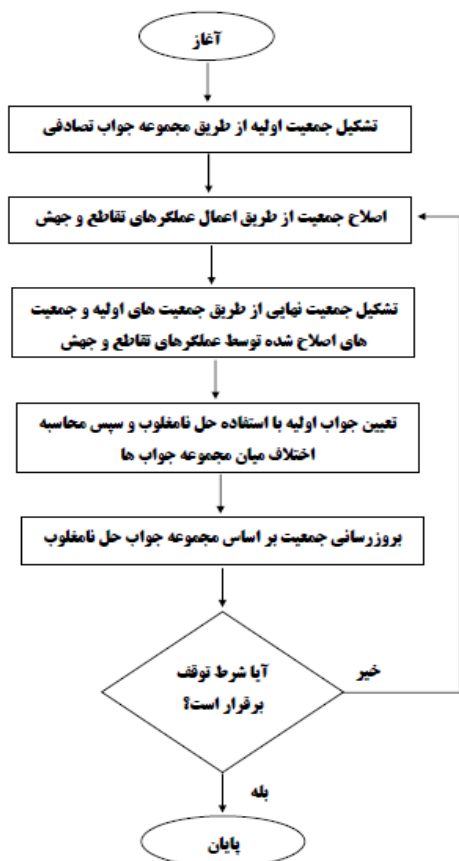 آغاز
تشکیل جمعیت اولیه از طریق مجموعه جواب تصادفی
اصلاح جمعیت از طریق اعمال عملگرهای تقاطع و جهش
تشکیل جمعیت نهایی از طریق جمعیت های اولیه و جمعیت
های اصلاح شده توسط عملگرهای تقاطع و جهش
تعیین جواب اولیه با استفاده حل نامغلوب و سپس محاسبه
اختلاف میان مجموعه جواب ها
بروزرسانی جمعیت بر اساس مجموعه جواب حل نامغلوب
آیا شرط توقف
برقرار است؟
خیر
بله
پایان